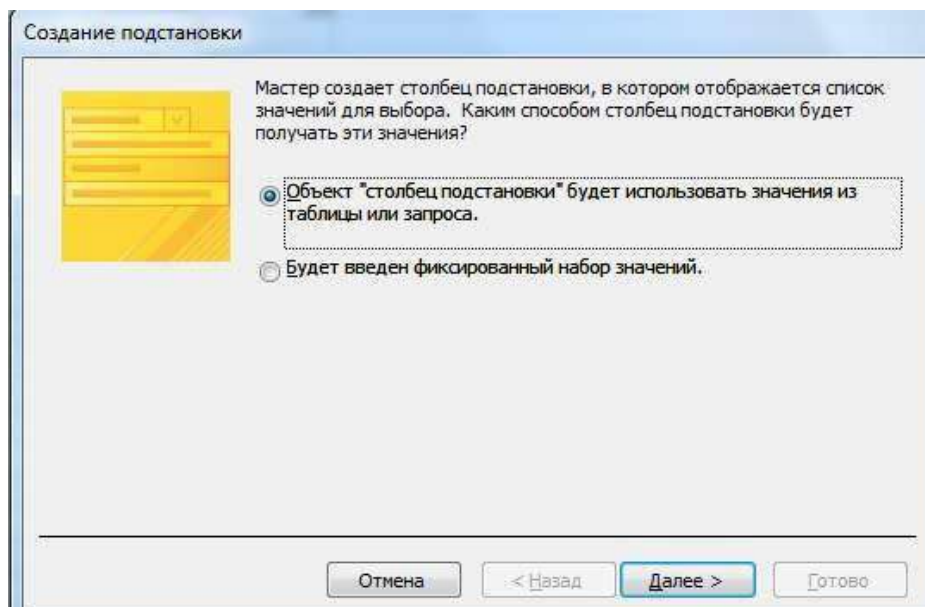 Создание подстановки
Мастер создает столбец подстановки, в котором отображается список
значений для выбора. Каким способом столбец подстановки будет
получать эти значения?
Объект "столбец подстановки" будет использовать значения из
таблицы или запроса.
Будет введен фиксированный набор значений.
Отмена
< Назад
Далее >
Готово